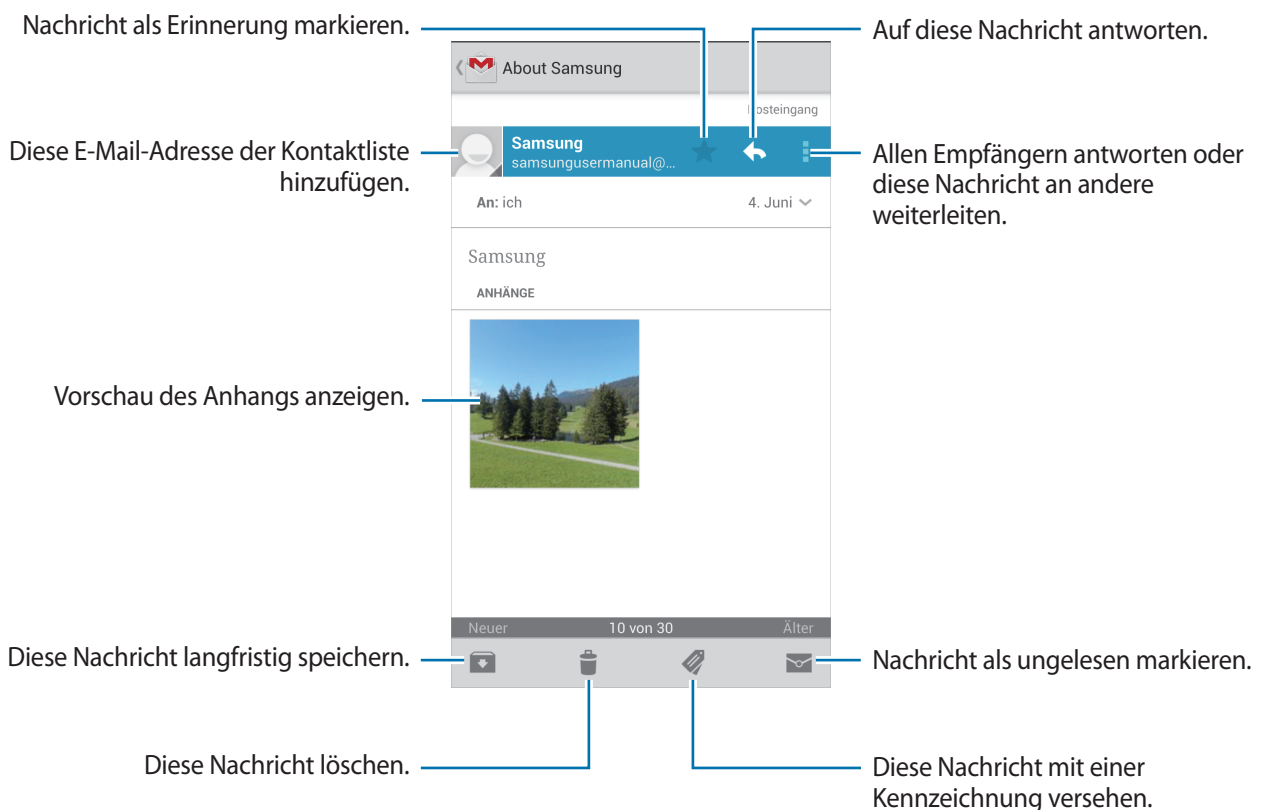 Nachricht als Erinnerung markieren.
Auf diese Nachricht antworten.
About Samsung
Posteingang
Diese E-Mail-Adresse der Kontaktliste
hinzufügen.
Samsung
samsungusermanual@...
Allen Empfängern antworten oder
diese Nachricht an andere
weiterleiten.
An: ich
4. Juni
Samsung
ANHÄNGE
Vorschau des Anhangs anzeigen.
Neuer
10 von 30
Älter
Diese Nachricht langfristig speichern.
Nachricht als ungelesen markieren.
Diese Nachricht löschen.
Diese Nachricht mit einer
Kennzeichnung versehen.